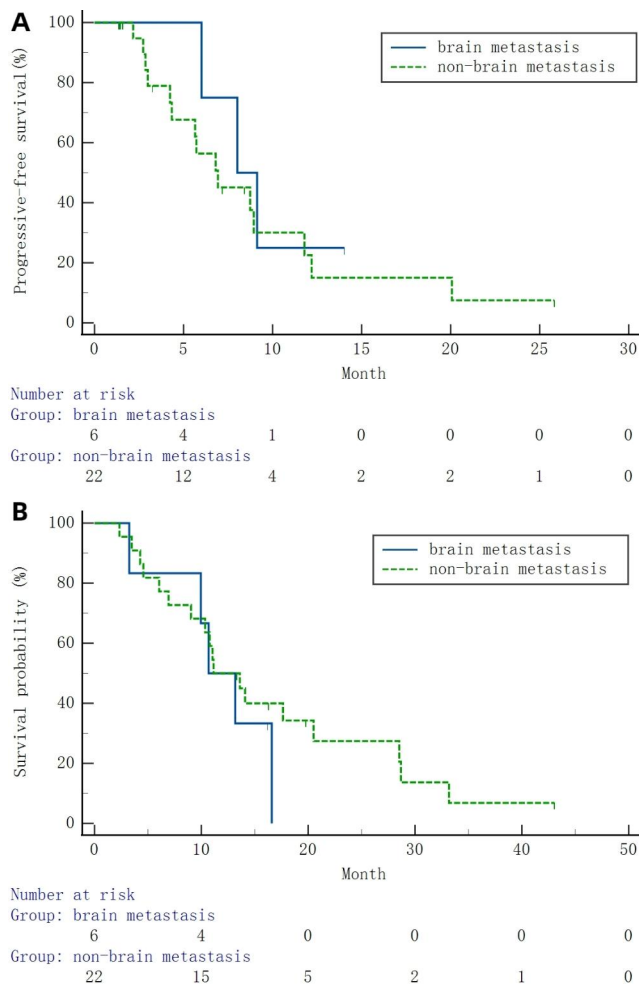 A
Progressive-free survival(%)
100
80
60
40
20
0
brain metastasis
non-brain metastasis
0 5 10 15 20 25 30
Month
Number at risk
Group: brain metastasis
6 4 1 0 0 0 0
Group: non-brain metastasis
22 12 4 2 2 1 0
B
Survival probability (%)
100
80
60
40
20
0
brain metastasis
non-brain metastasis
0 10 20 30 40 50
Month
Number at risk
Group: brain metastasis
6 4 0 0 0 0
Group: non-brain metastasis
22 15 5 2 1 0